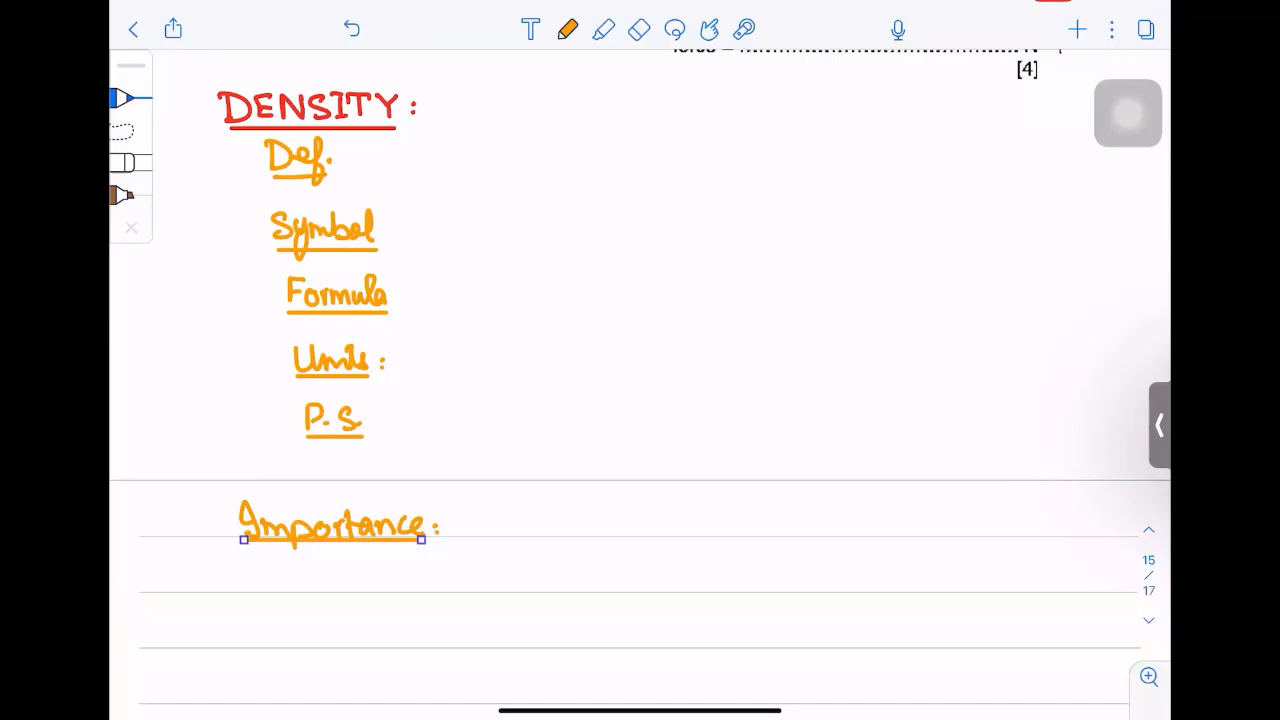 [4]
DENSITY:
Def.
Symbol
Formula
Units:
P.S
Importance:
15
/
17